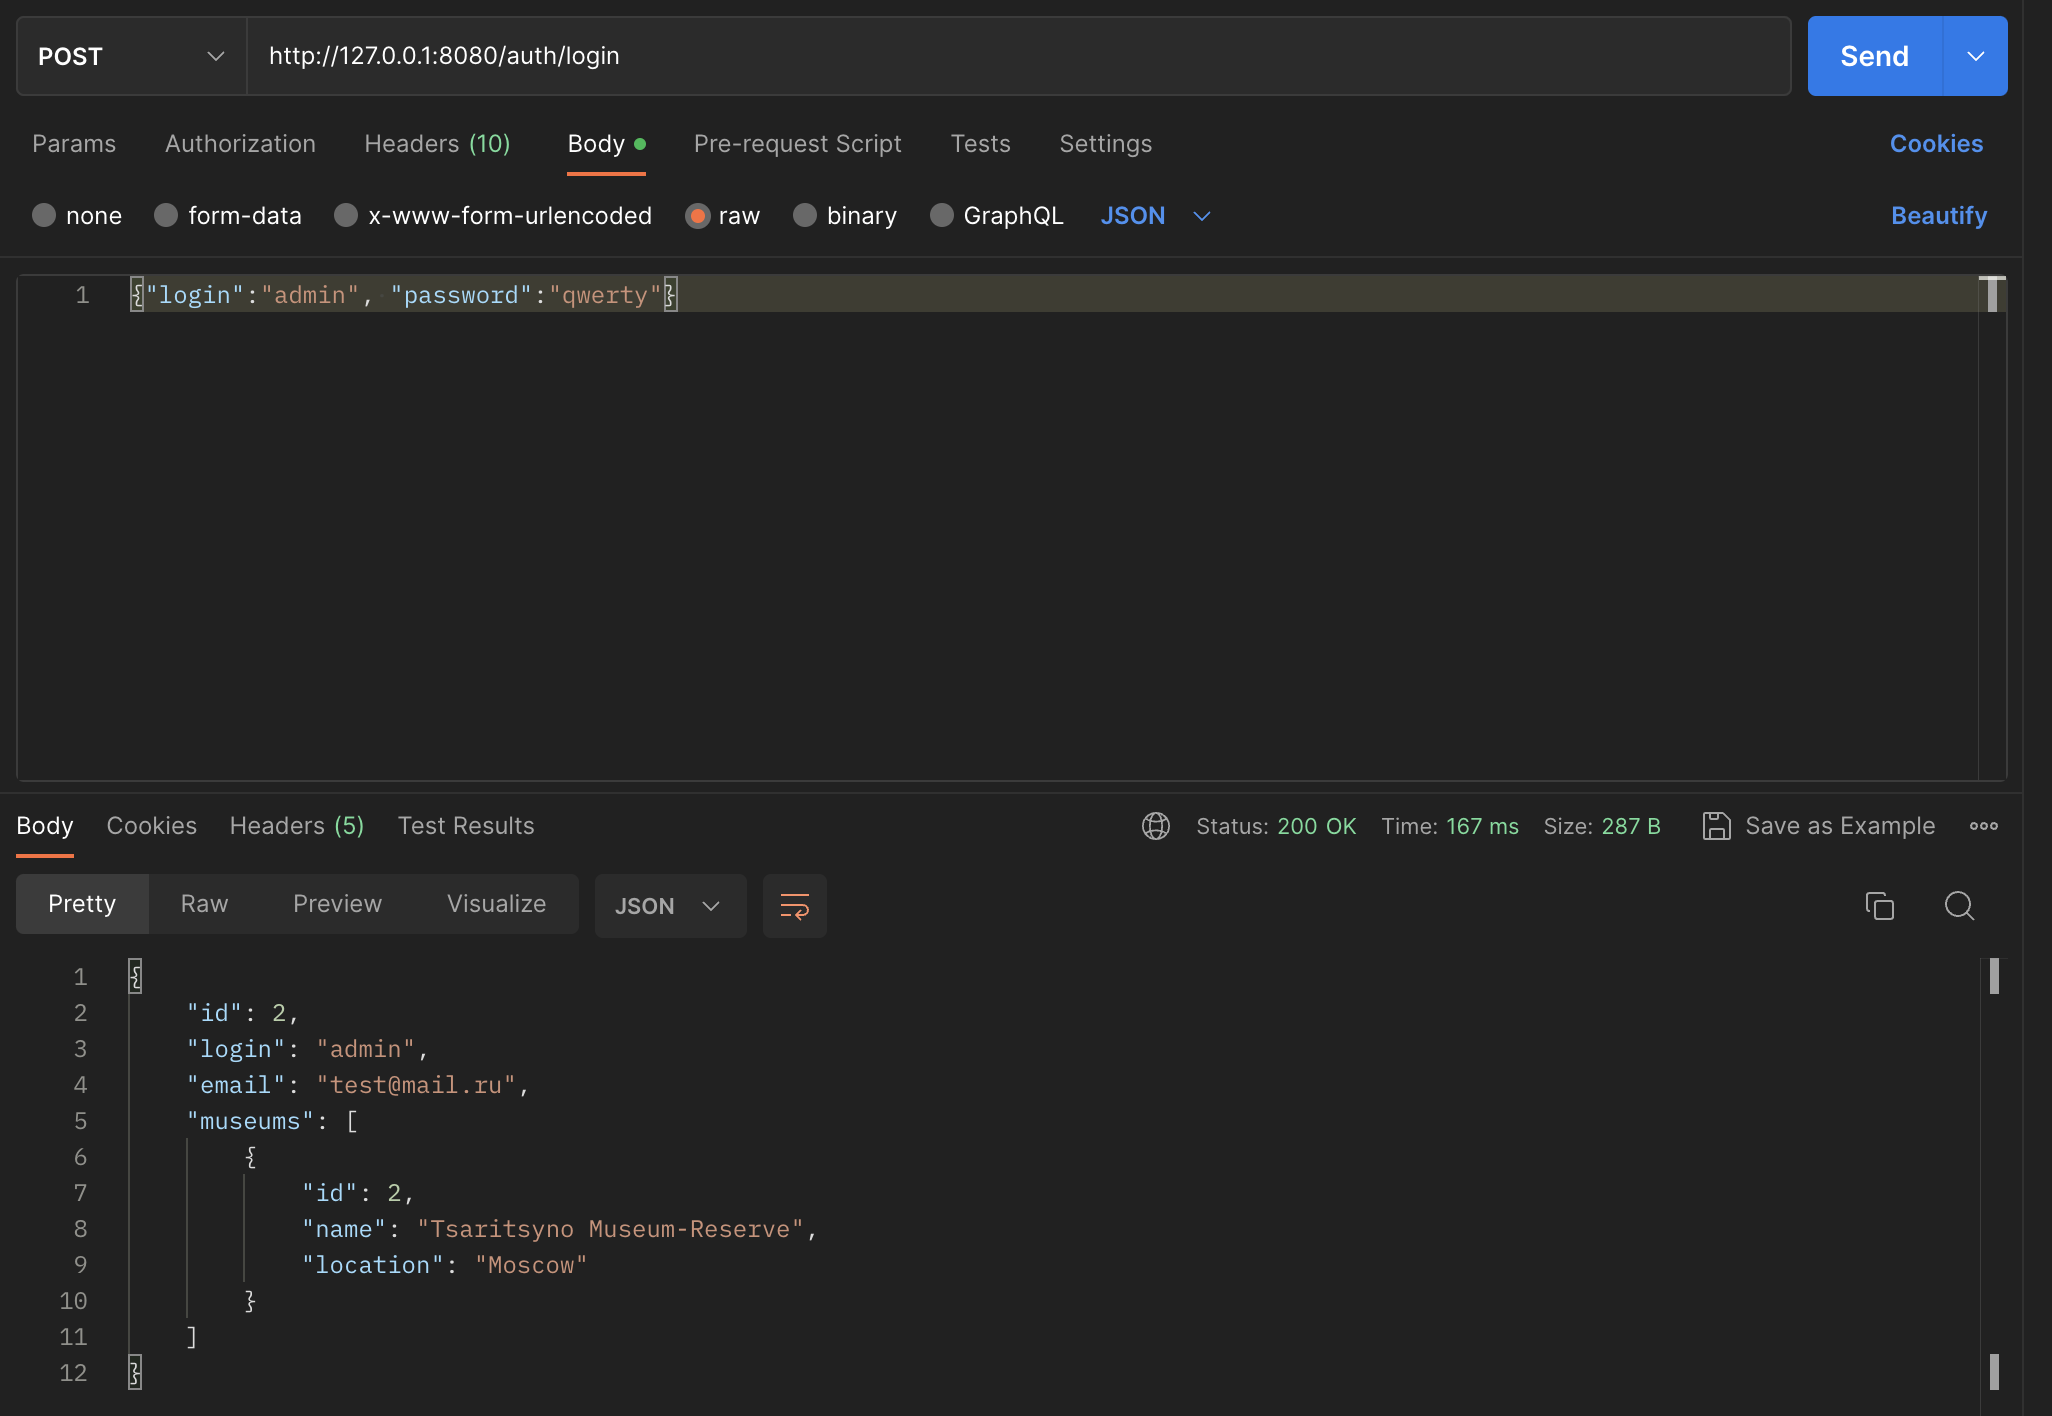 POST http://127.0.0.1:8080/auth/login Send
Params Authorization Headers (10) Body Pre-request Script Tests Settings Cookies
none form-data x-www-form-urlencoded raw binary GraphQL JSON Beautify
1 {"login":"admin", "password":"qwerty"}
Body Cookies Headers (5) Test Results Status: 200 OK Time: 167 ms Size: 287 B Save as Example
Pretty Raw Preview Visualize JSON
1 {
2 "id": 2,
3 "login": "admin",
4 "email": "test@mail.ru",
5 "museums": [
6 {
7 "id": 2,
8 "name": "Tsaritsyno Museum-Reserve",
9 "location": "Moscow"
10 }
11 ]
12 }